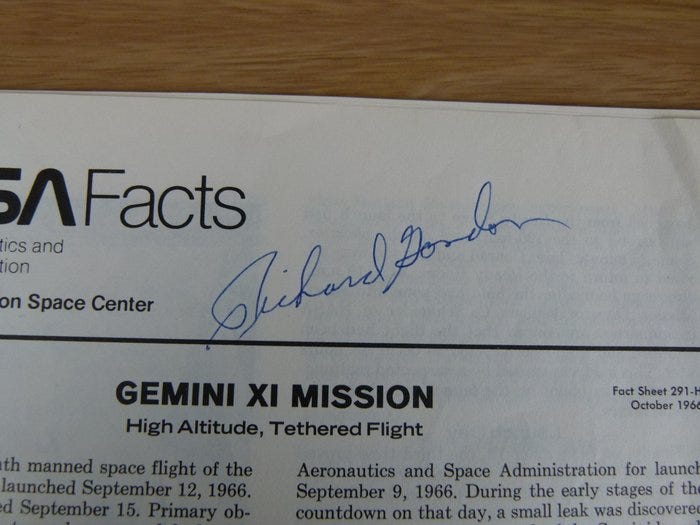 SA Facts
tics and
tion
on Space Center
Richard Gordon
GEMINI XI MISSION
High Altitude, Tethered Flight
Fact Sheet 291-H
October 1966
th manned space flight of the
launched September 12, 1966.
ed September 15. Primary ob-
Aeronautics and Space Administration for launch
September 9, 1966. During the early stages of the
countdown on that day, a small leak was discovered